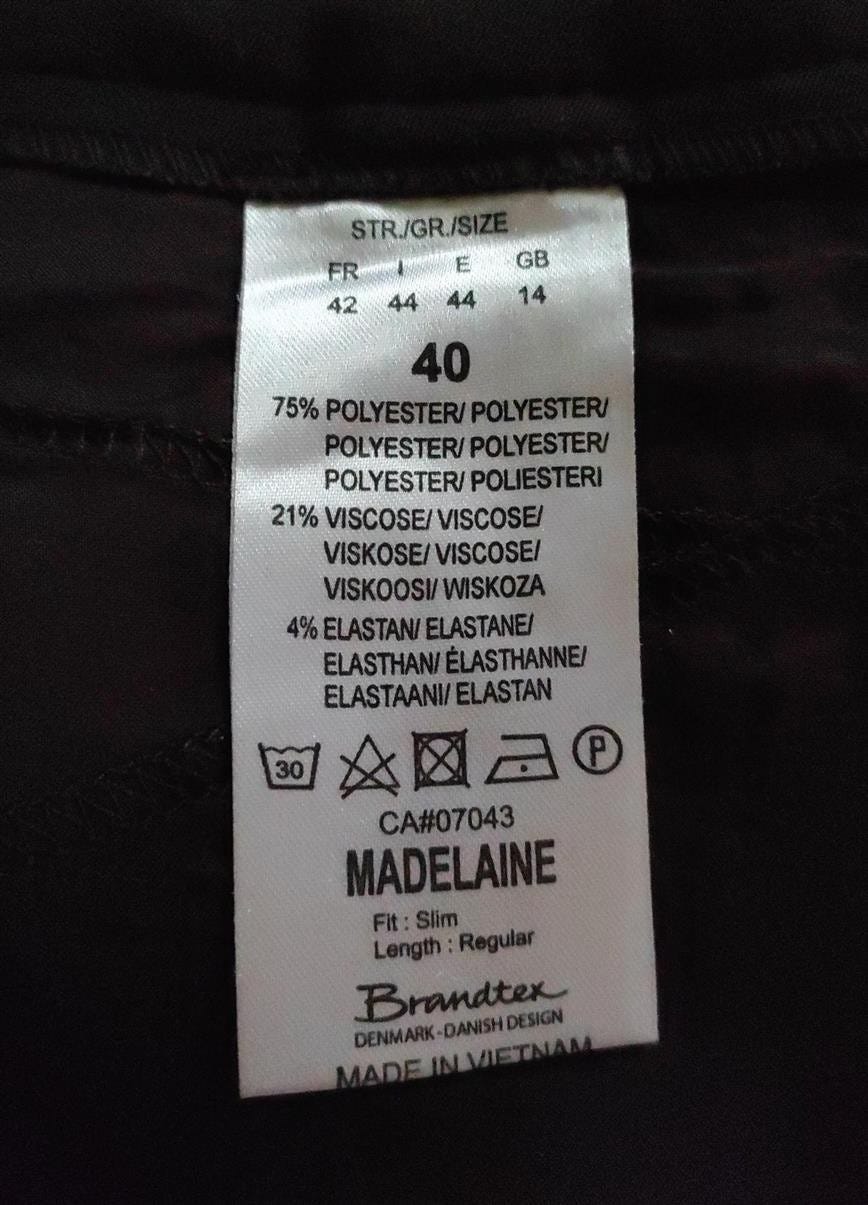 STR./GR./SIZE
FR I E GB
42 44 44 14
40
75% POLYESTER/ POLYESTER/
POLYESTER/ POLYESTER/
POLYESTER/ POLIESTERI
21% VISCOSE/ VISCOSE/
VISKOSE/ VISCOSE/
VISKOOSI/ WISKOZA
4% ELASTAN/ ELASTANE/
ELASTHAN/ ÉLASTHANNE/
ELASTAANI/ ELASTAN
30 P
CA#07043
MADELAINE
Fit : Slim
Length : Regular
Brandtex
DENMARK-DANISH DESIGN
MADE IN VIETNAM